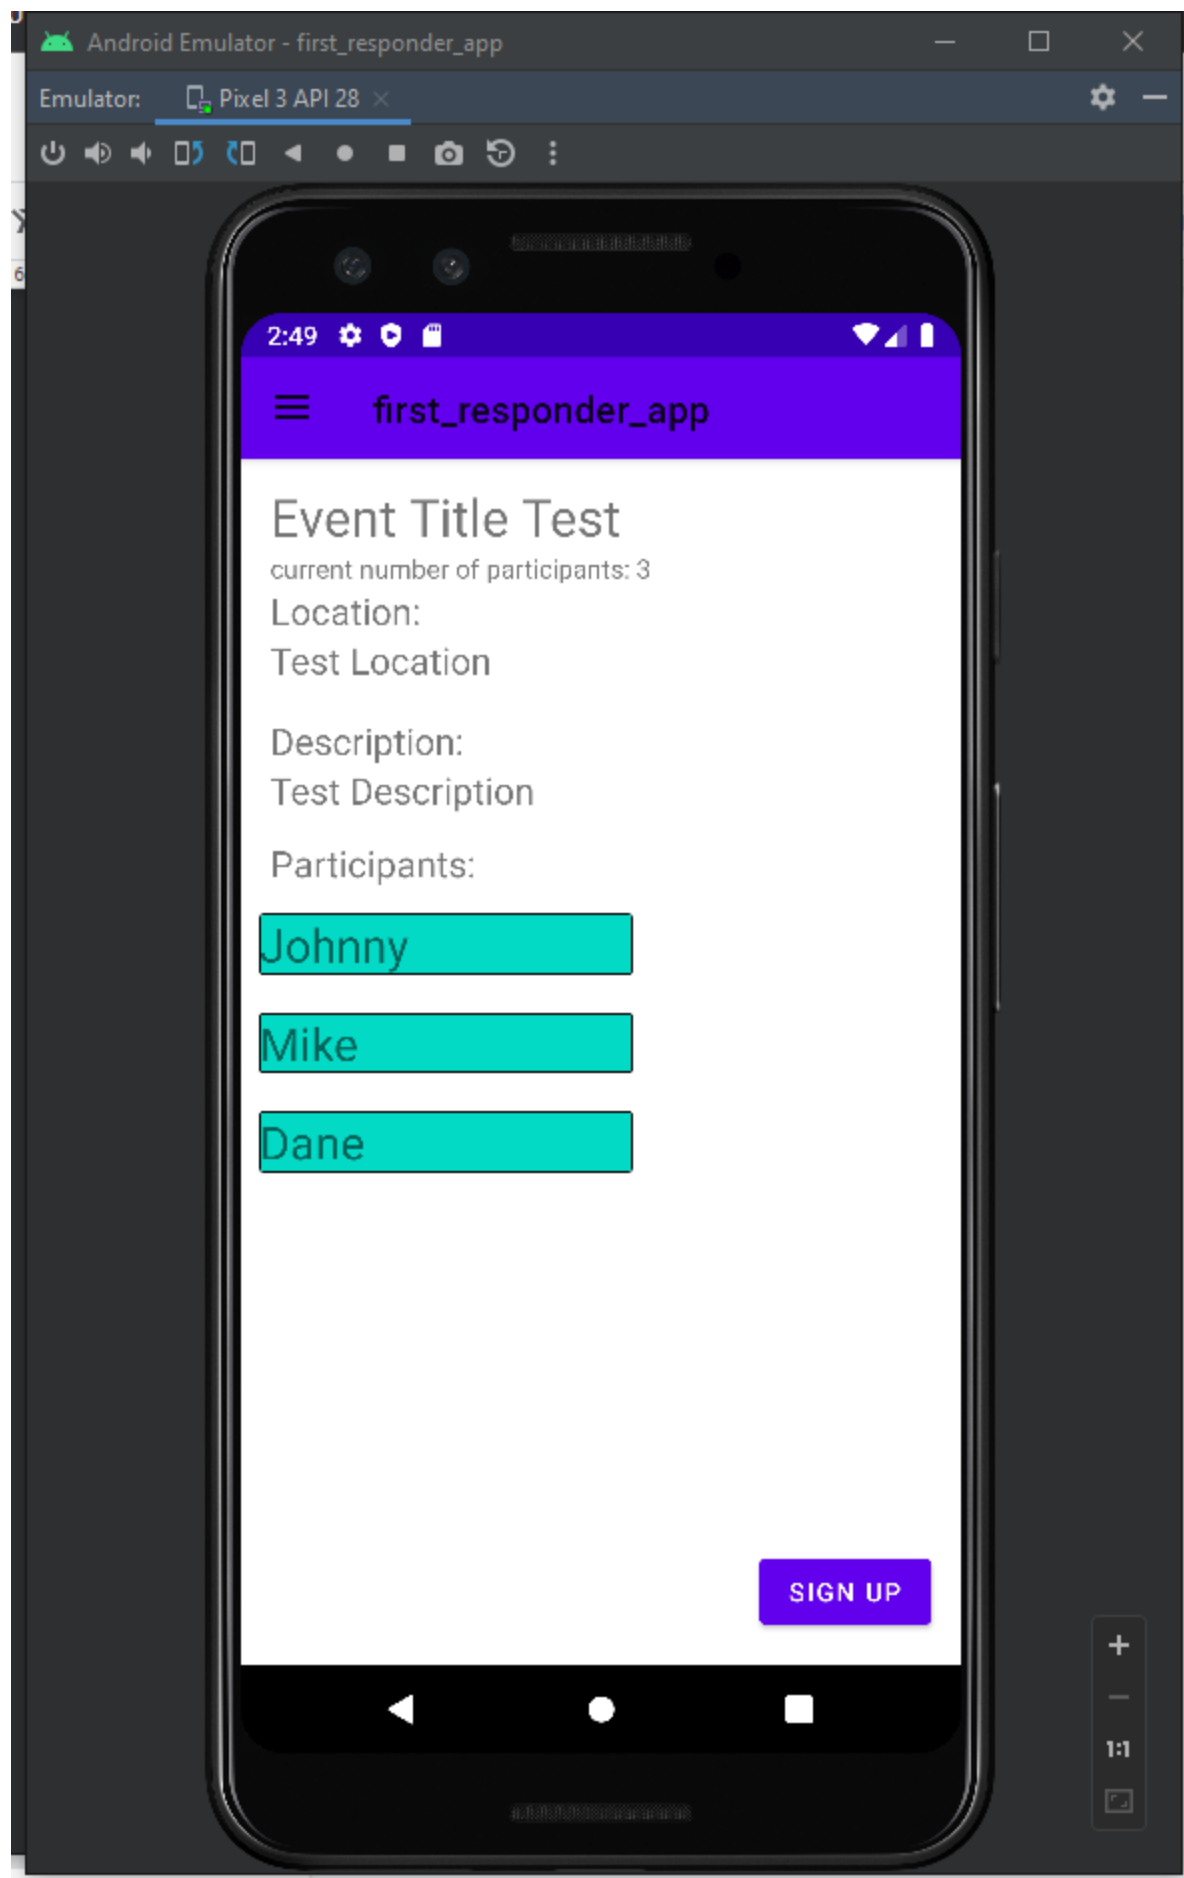 Android Emulator - first_responder_app
Emulator: Pixel 3 API 28
2:49
first_responder_app
Event Title Test
current number of participants: 3
Location:
Test Location
Description:
Test Description
Participants:
Johnny
Mike
Dane
SIGN UP
1:1
6